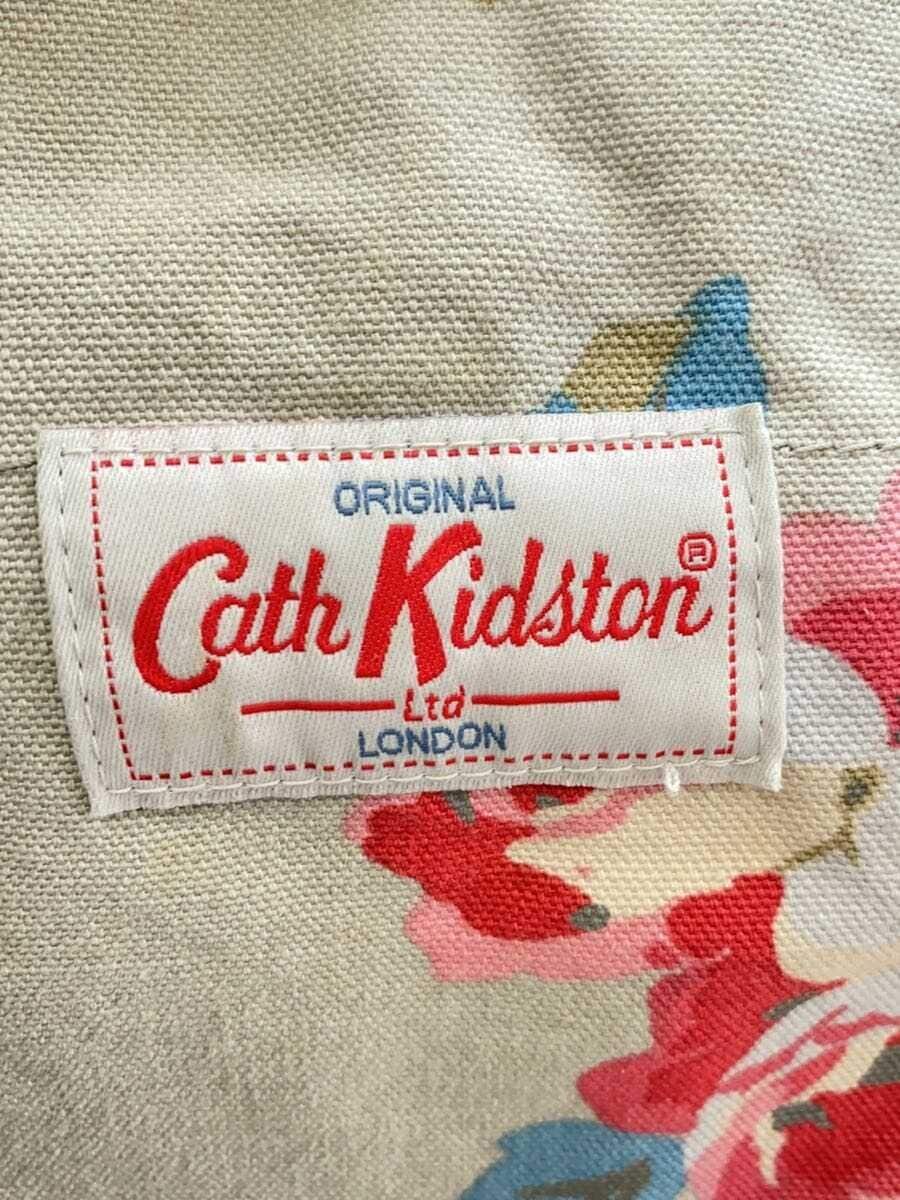 ORIGINAL
Cath Kidston®
Ltd
LONDON